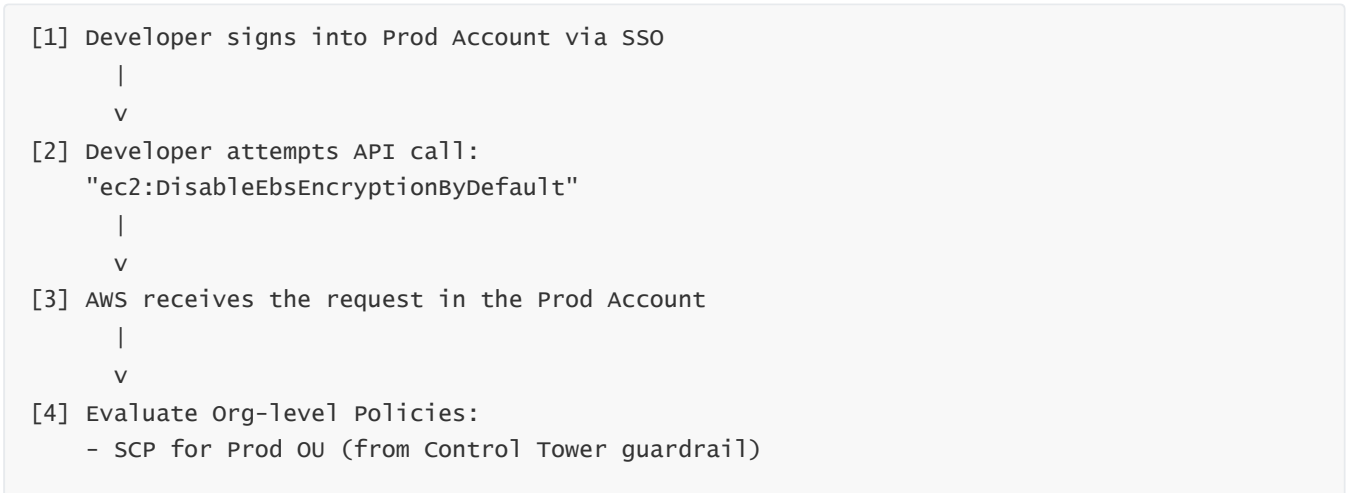 [1] Developer signs into Prod Account via SSO
|
v
[2] Developer attempts API call:
"ec2:DisableEbsEncryptionByDefault"
|
v
[3] AWS receives the request in the Prod Account
|
v
[4] Evaluate Org-level Policies:
- SCP for Prod OU (from Control Tower guardrail)